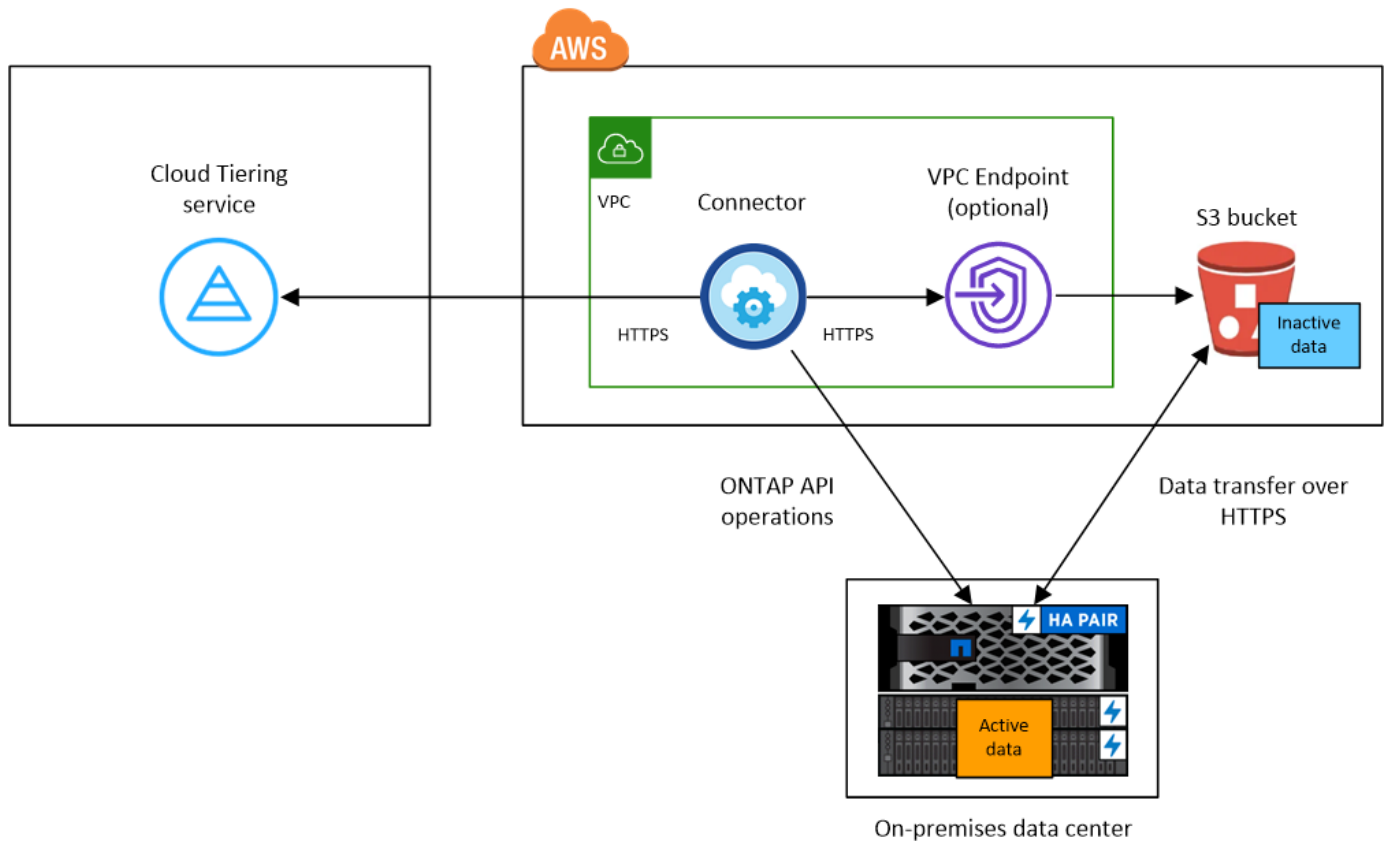 AWS
Cloud Tiering
service
VPC
Connector
VPC Endpoint
(optional)
S3 bucket
Inactive
data
HTTPS
HTTPS
ONTAP API
operations
Data transfer over
HTTPS
HA PAIR
Active
data
On-premises data center